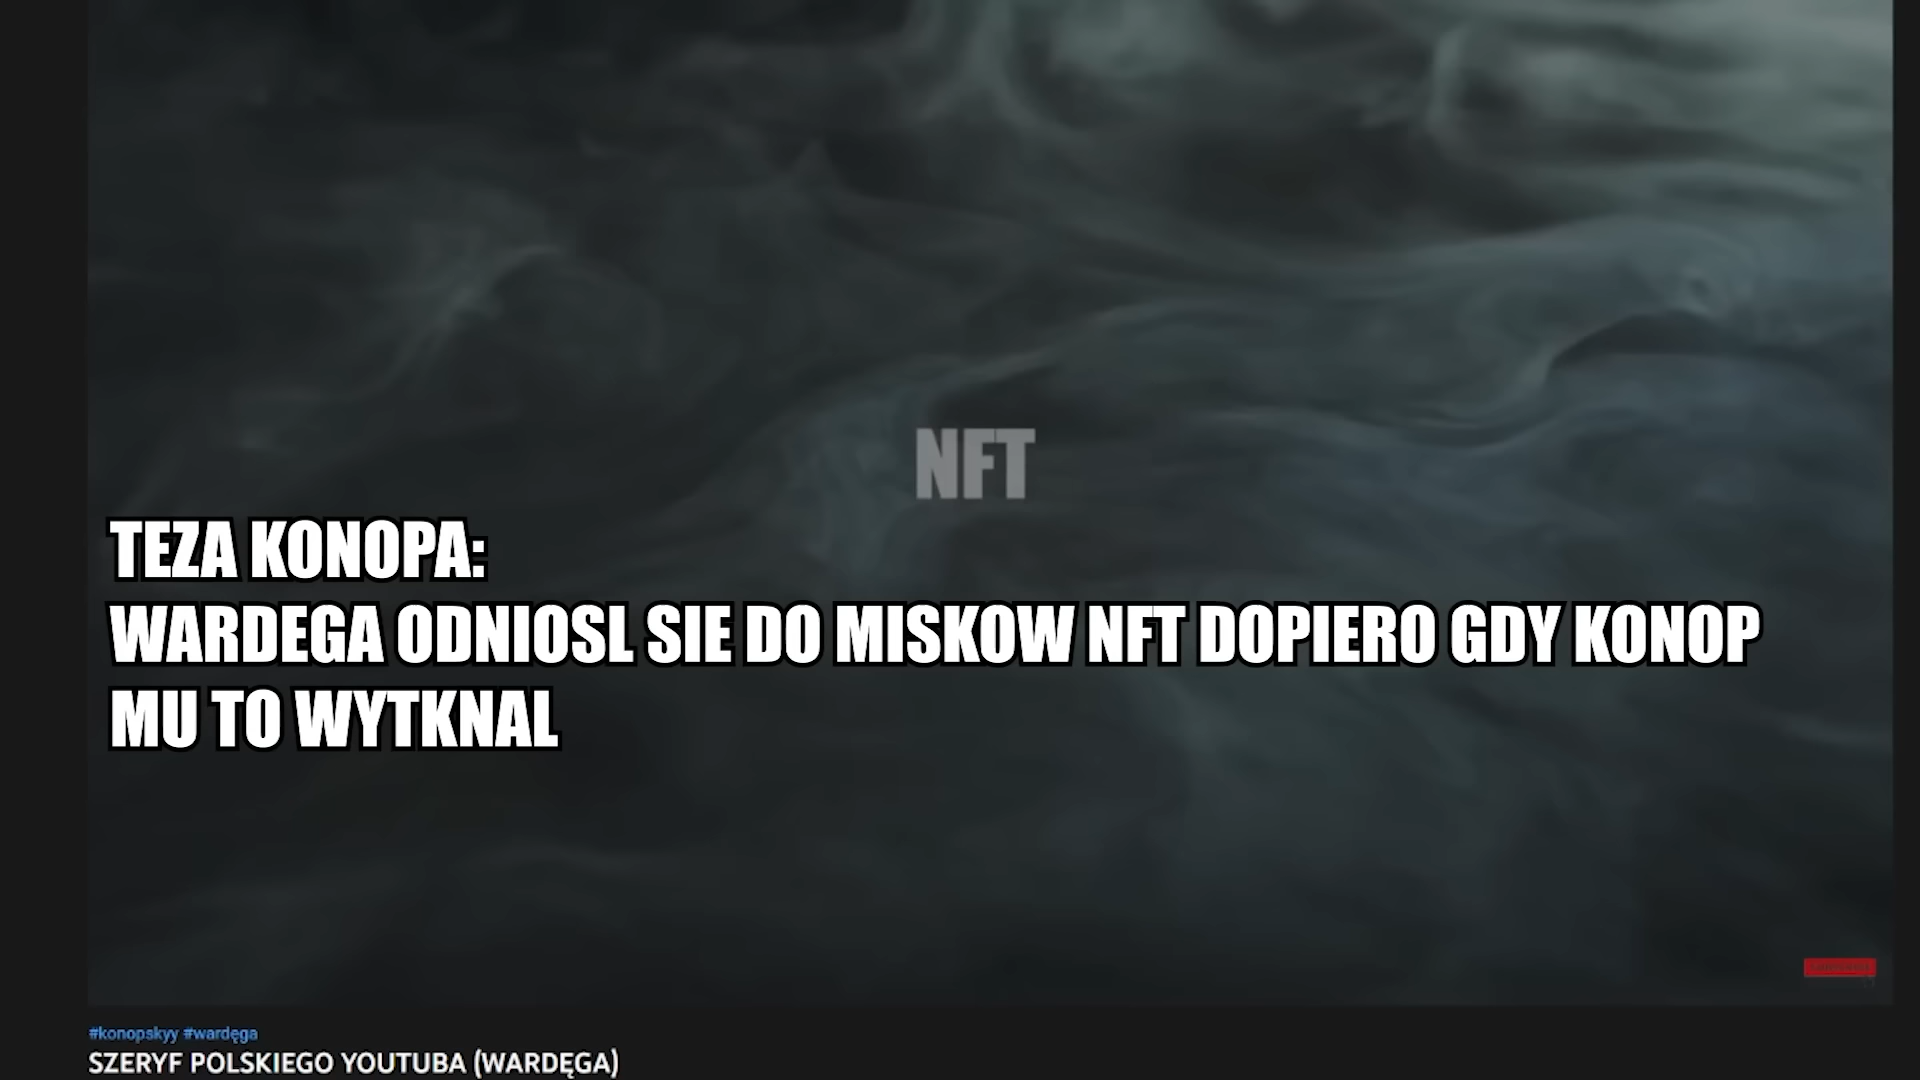 NFT
TEZA KONOPA:
WARDEGA ODNIOSL SIE DO MISKOW NFT DOPIERO GDY KONOP
MU TO WYTKNAL
#konopskyy #wardęga
SZERYF POLSKIEGO YOUTUBA (WARDĘGA)